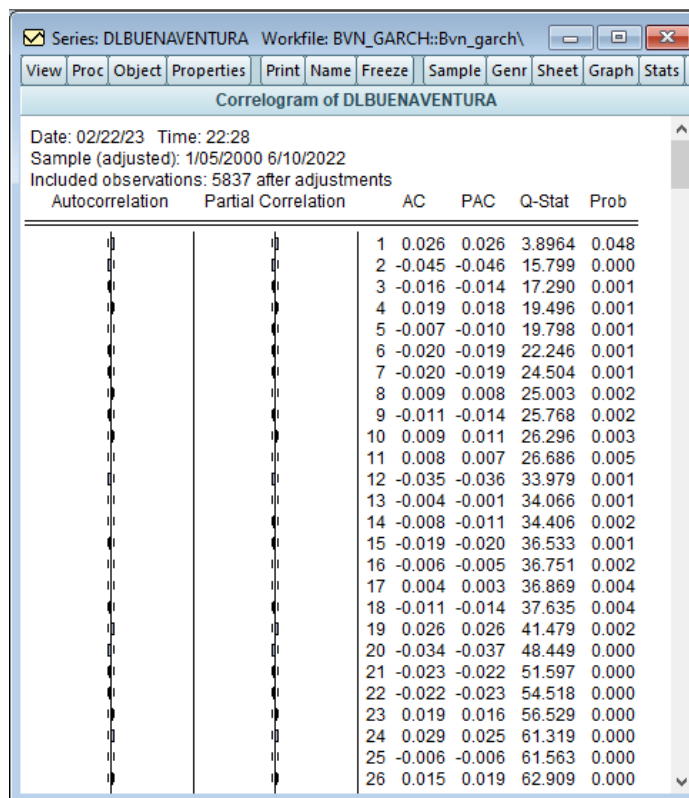 Series: DLBUENAVENTURA Workfile: BVN_GARCH::Bvn_garch\
View Proc Object Properties Print Name Freeze Sample Genr Sheet Graph Stats
Correlogram of DLBUENAVENTURA
Date: 02/22/23 Time: 22:28
Sample (adjusted): 1/05/2000 6/10/2022
Included observations: 5837 after adjustments
Autocorrelation Partial Correlation AC PAC Q-Stat Prob
1 0.026 0.026 3.8964 0.048
2 -0.045 -0.046 15.799 0.000
3 -0.016 -0.014 17.290 0.001
4 0.019 0.018 19.496 0.001
5 -0.007 -0.010 19.798 0.001
6 -0.020 -0.019 22.246 0.001
7 -0.020 -0.019 24.504 0.001
8 0.009 0.008 25.003 0.002
9 -0.011 -0.014 25.768 0.002
10 0.009 0.011 26.296 0.003
11 0.008 0.007 26.686 0.005
12 -0.035 -0.036 33.979 0.001
13 -0.004 -0.001 34.066 0.001
14 -0.008 -0.011 34.406 0.002
15 -0.019 -0.020 36.533 0.001
16 -0.006 -0.005 36.751 0.002
17 0.004 0.003 36.869 0.004
18 -0.011 -0.014 37.635 0.004
19 0.026 0.026 41.479 0.002
20 -0.034 -0.037 48.449 0.000
21 -0.023 -0.022 51.597 0.000
22 -0.022 -0.023 54.518 0.000
23 0.019 0.016 56.529 0.000
24 0.029 0.025 61.319 0.000
25 -0.006 -0.006 61.563 0.000
26 0.015 0.019 62.909 0.000